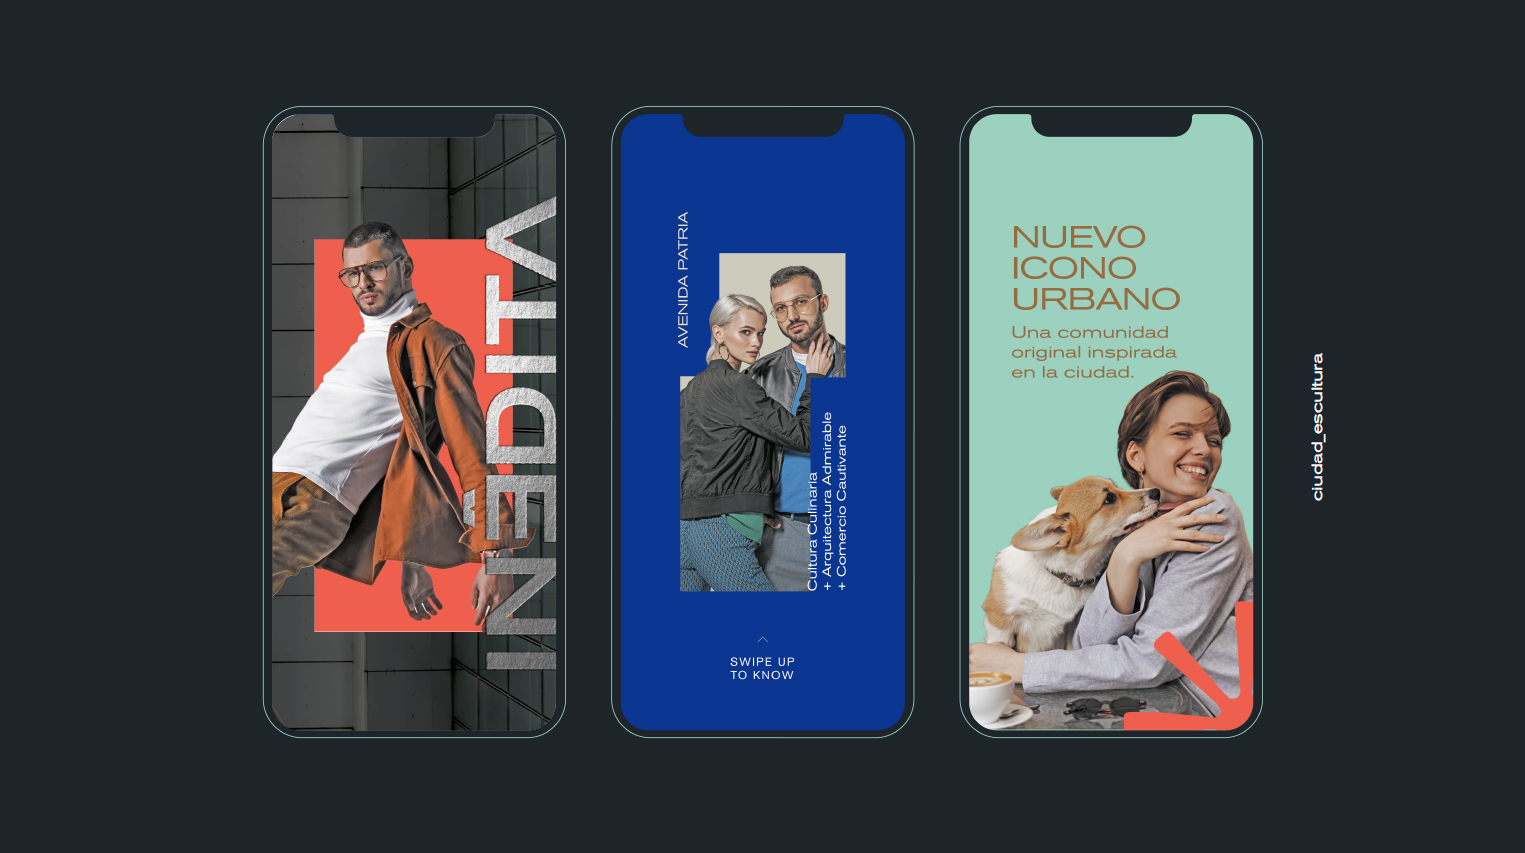 INĒDITA
AVENIDA PATRIA
Cultura Culinaria
+ Arquitectura Admirable
+ Comercio Cautivante
SWIPE UP
TO KNOW
NUEVO
ICONO
URBANO
Una comunidad
original inspirada
en la ciudad.
ciudad_escultura